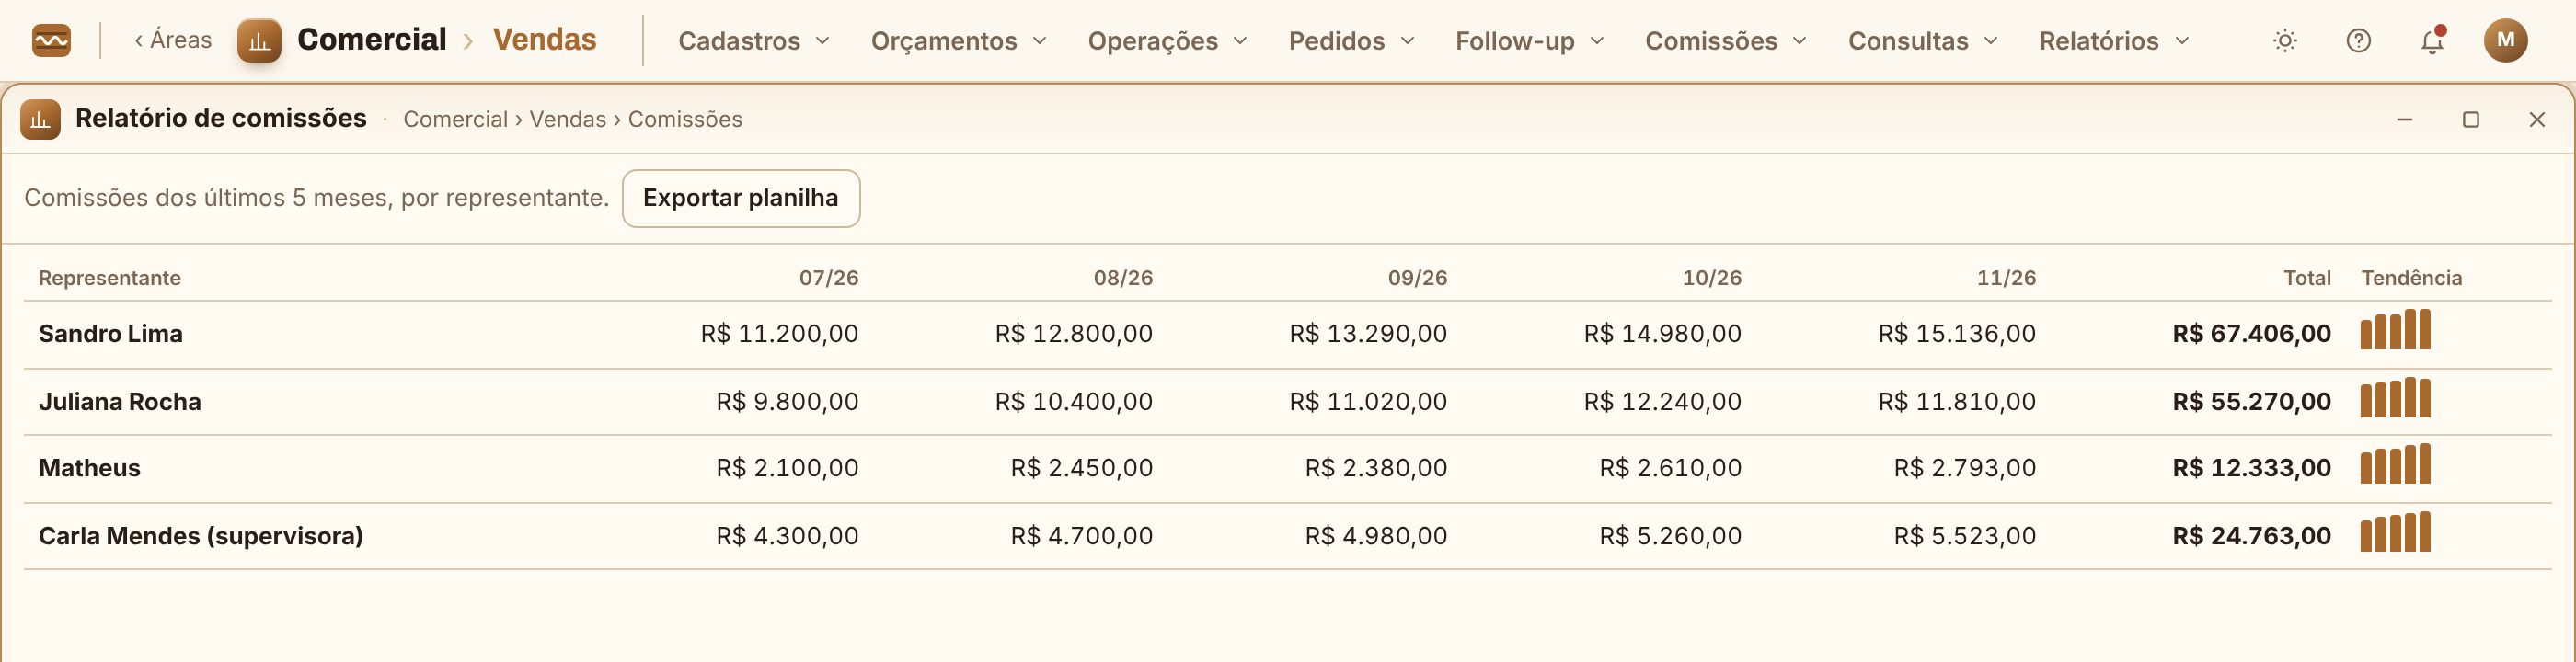 ‹ Áreas Comercial › Vendas Cadastros Orçamentos Operações Pedidos Follow-up Comissões Consultas Relatórios M
Relatório de comissões · Comercial › Vendas › Comissões
Comissões dos últimos 5 meses, por representante. Exportar planilha
Representante 07/26 08/26 09/26 10/26 11/26 Total Tendência
Sandro Lima R$ 11.200,00 R$ 12.800,00 R$ 13.290,00 R$ 14.980,00 R$ 15.136,00 R$ 67.406,00
Juliana Rocha R$ 9.800,00 R$ 10.400,00 R$ 11.020,00 R$ 12.240,00 R$ 11.810,00 R$ 55.270,00
Matheus R$ 2.100,00 R$ 2.450,00 R$ 2.380,00 R$ 2.610,00 R$ 2.793,00 R$ 12.333,00
Carla Mendes (supervisora) R$ 4.300,00 R$ 4.700,00 R$ 4.980,00 R$ 5.260,00 R$ 5.523,00 R$ 24.763,00